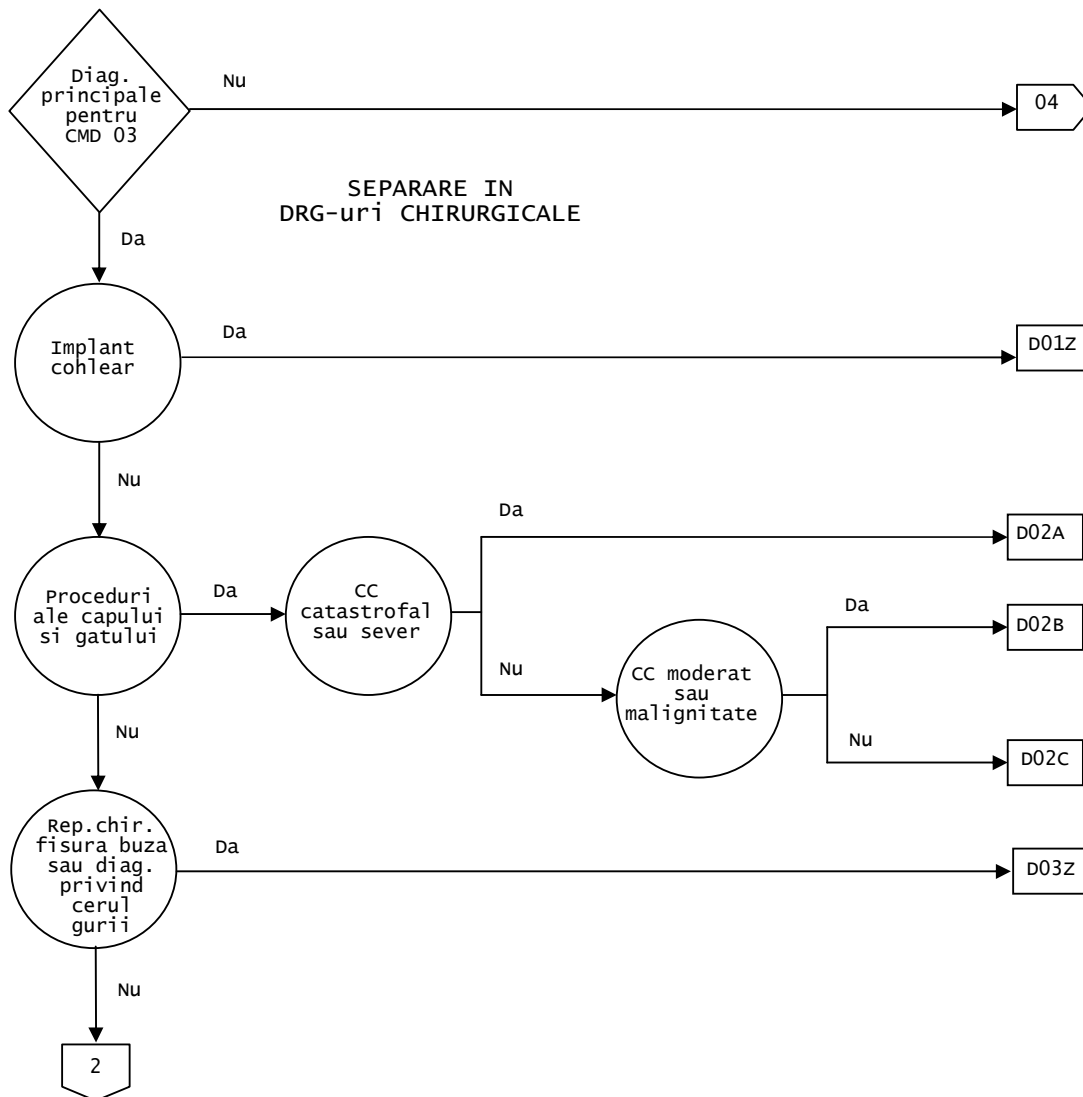 Diag.
principale
pentru
CMD 03
Nu
04
SEPARARE IN
DRG-uri CHIRURGICALE
Da
Implant
cohlear
Da
D01Z
Nu
Proceduri
ale capului
si gatului
Da
CC
catastrofal
sau sever
Da
D02A
Nu
CC moderat
sau
malignitate
Da
D02B
Nu
D02C
Nu
Rep.chir.
fisura buza
sau diag.
privind
cerul
gurii
Da
D03Z
Nu
2